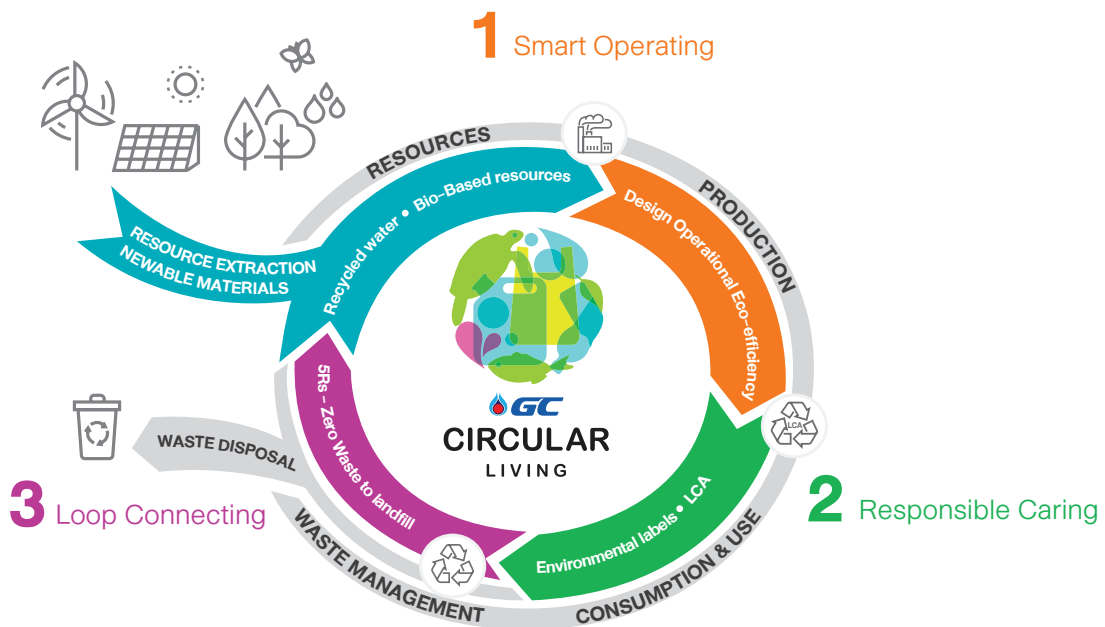 1 Smart Operating
RESOURCES
PRODUCTION
Recycled water • Bio-Based resources
Design Operational Eco-efficiency
RESOURCE EXTRACTION
NEWABLE MATERIALS
GC
CIRCULAR
LIVING
5Rs – Zero Waste to landfill
WASTE DISPOSAL
LCA
3 Loop Connecting
2 Responsible Caring
Environmental labels • LCA
WASTE MANAGEMENT
CONSUMPTION & USE